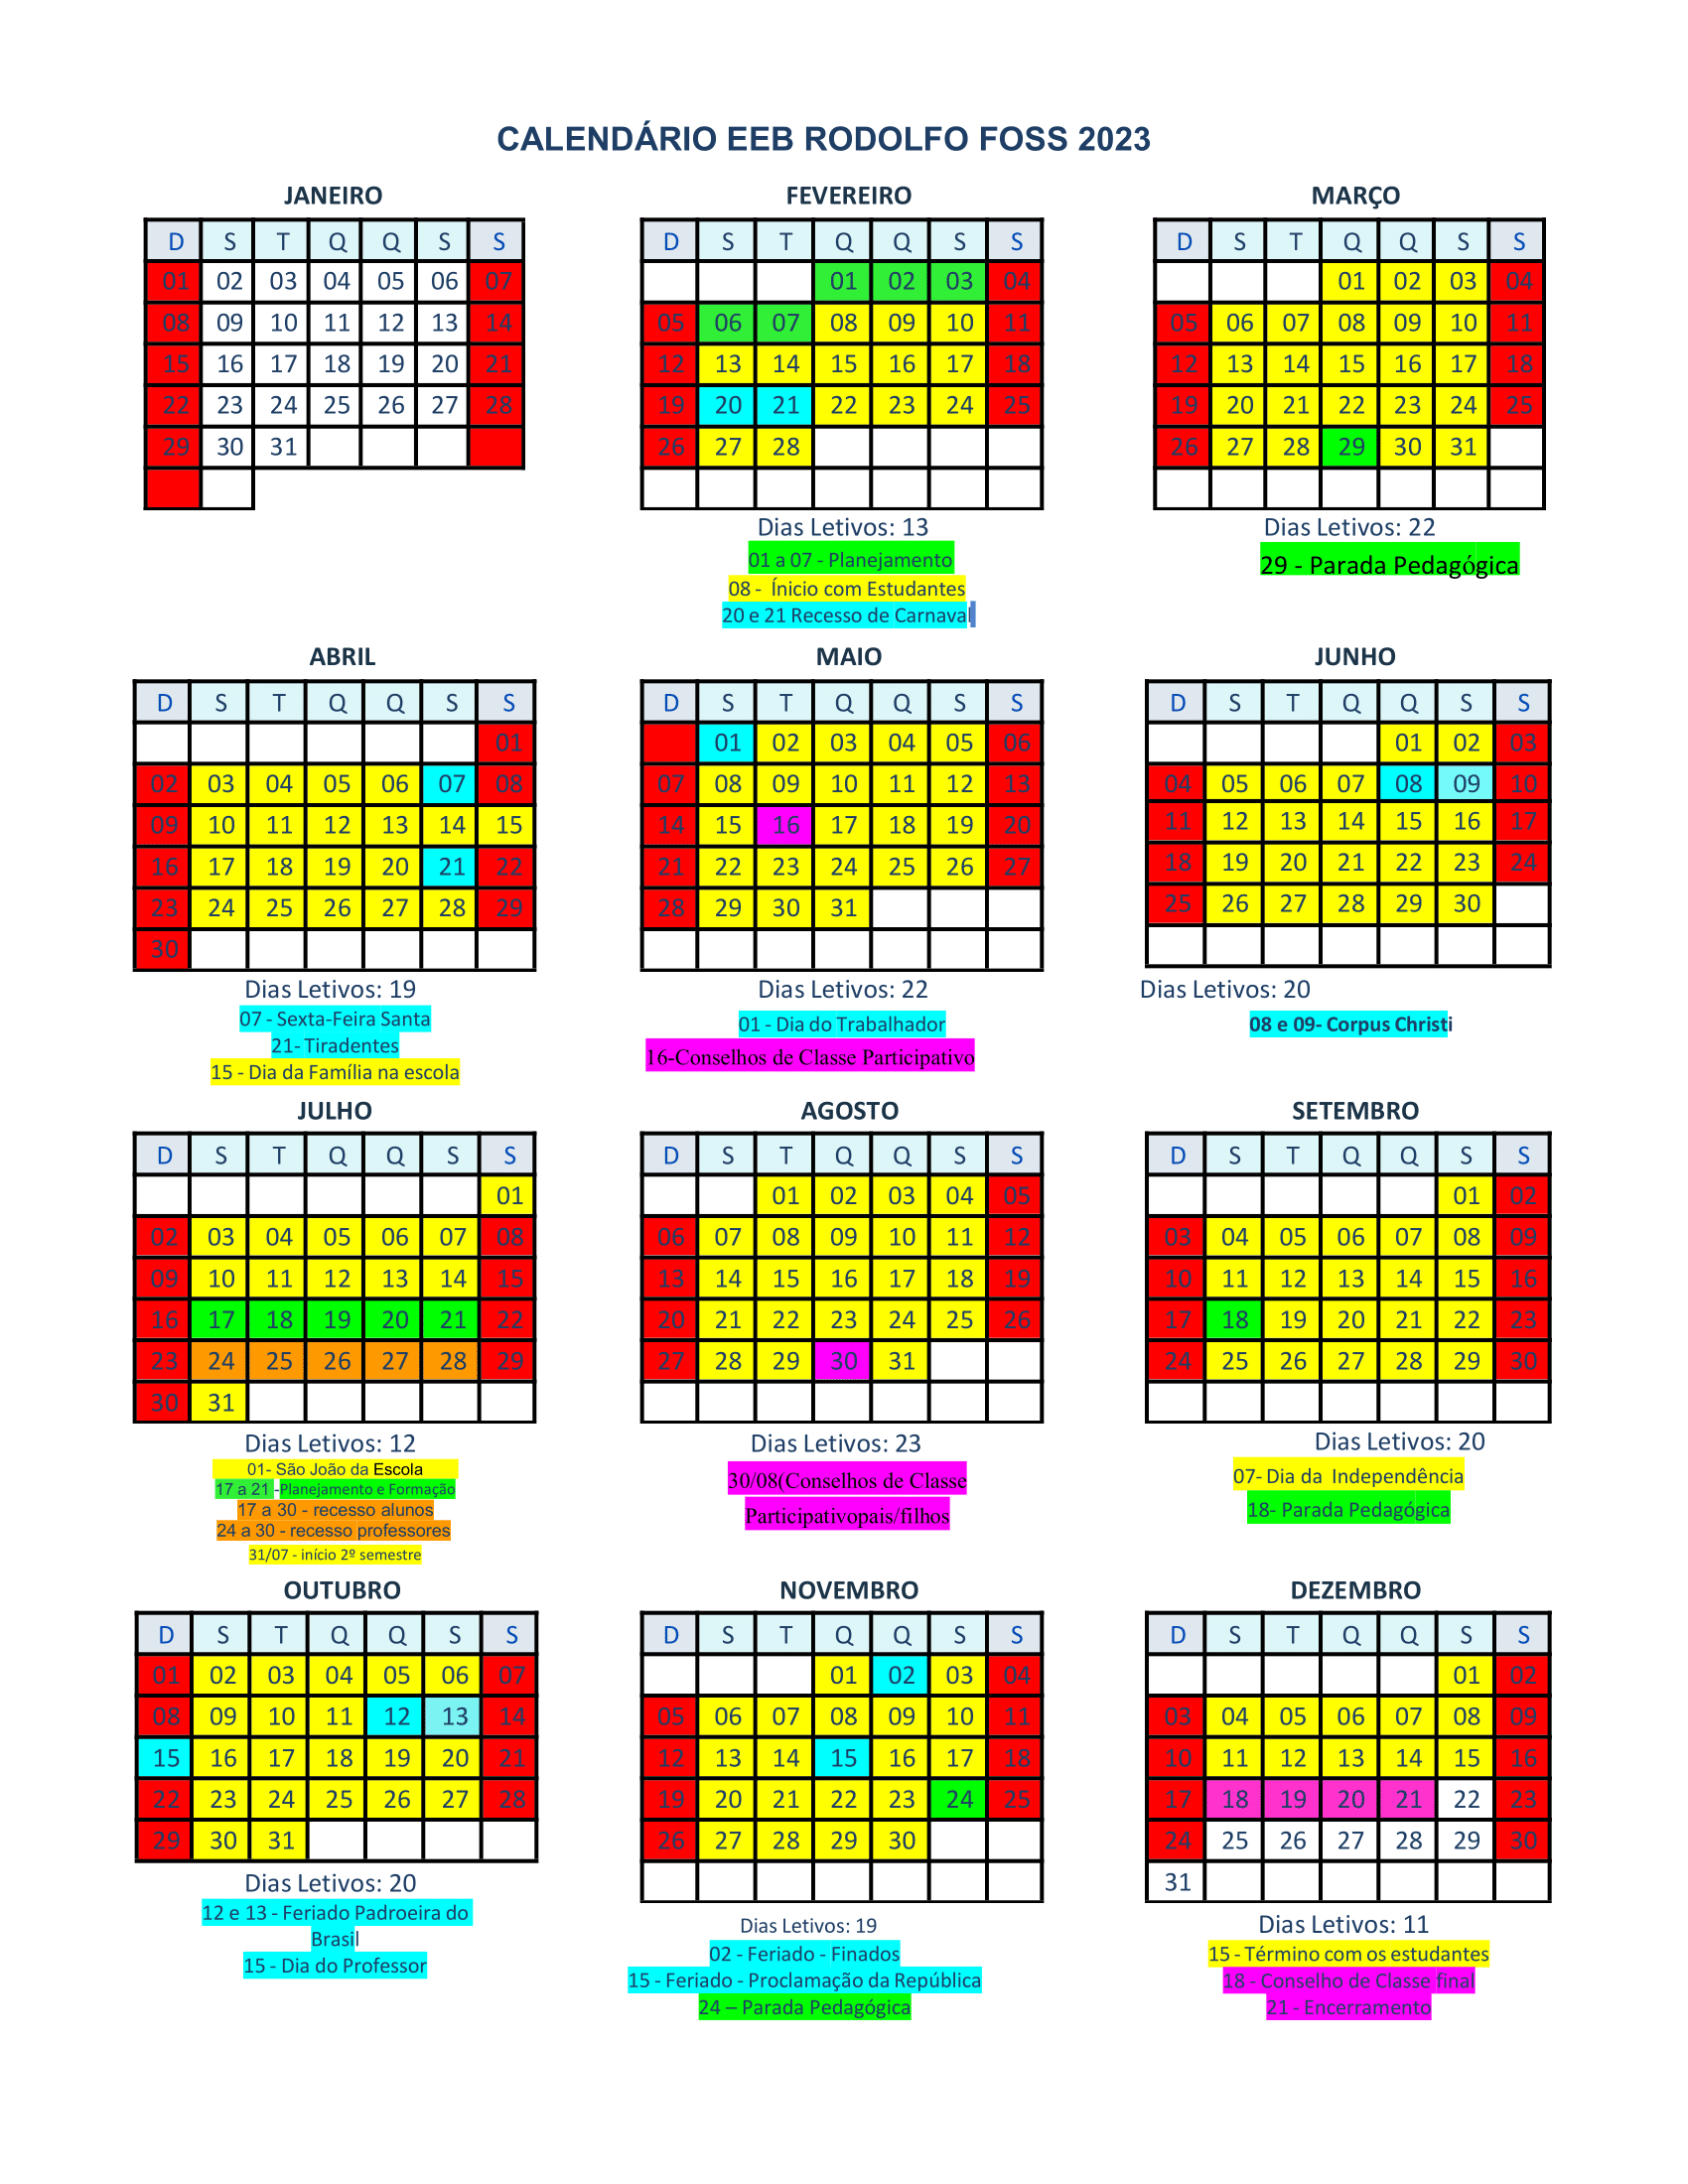 CALENDÁRIO EEB RODOLFO FOSS 2023
JANEIRO
D S T Q Q S S
01 02 03 04 05 06 07
08 09 10 11 12 13 14
15 16 17 18 19 20 21
22 23 24 25 26 27 28
29 30 31
FEVEREIRO
D S T Q Q S S
01 02 03 04
05 06 07 08 09 10 11
12 13 14 15 16 17 18
19 20 21 22 23 24 25
26 27 28
Dias Letivos: 13
01 a 07 - Planejamento
08 - Ínicio com Estudantes
20 e 21 Recesso de Carnaval
MARÇO
D S T Q Q S S
01 02 03 04
05 06 07 08 09 10 11
12 13 14 15 16 17 18
19 20 21 22 23 24 25
26 27 28 29 30 31
Dias Letivos: 22
29 - Parada Pedagógica
ABRIL
D S T Q Q S S
01
02 03 04 05 06 07 08
09 10 11 12 13 14 15
16 17 18 19 20 21 22
23 24 25 26 27 28 29
30
Dias Letivos: 19
07 - Sexta-Feira Santa
21- Tiradentes
15 - Dia da Família na escola
MAIO
D S T Q Q S S
01 02 03 04 05 06
07 08 09 10 11 12 13
14 15 16 17 18 19 20
21 22 23 24 25 26 27
28 29 30 31
Dias Letivos: 22
01 - Dia do Trabalhador
16-Conselhos de Classe Participativo
JUNHO
D S T Q Q S S
01 02 03
04 05 06 07 08 09 10
11 12 13 14 15 16 17
18 19 20 21 22 23 24
25 26 27 28 29 30
Dias Letivos: 20
08 e 09- Corpus Christi
JULHO
D S T Q Q S S
01
02 03 04 05 06 07 08
09 10 11 12 13 14 15
16 17 18 19 20 21 22
23 24 25 26 27 28 29
30 31
Dias Letivos: 12
01- São João da Escola
17 a 21 -Planejamento e Formação
17 a 30 - recesso alunos
24 a 30 - recesso professores
31/07 - início 2º semestre
AGOSTO
D S T Q Q S S
01 02 03 04 05
06 07 08 09 10 11 12
13 14 15 16 17 18 19
20 21 22 23 24 25 26
27 28 29 30 31
Dias Letivos: 23
30/08(Conselhos de Classe
Participativopais/filhos
SETEMBRO
D S T Q Q S S
01 02
03 04 05 06 07 08 09
10 11 12 13 14 15 16
17 18 19 20 21 22 23
24 25 26 27 28 29 30
Dias Letivos: 20
07- Dia da Independência
18- Parada Pedagógica
OUTUBRO
D S T Q Q S S
01 02 03 04 05 06 07
08 09 10 11 12 13 14
15 16 17 18 19 20 21
22 23 24 25 26 27 28
29 30 31
Dias Letivos: 20
12 e 13 - Feriado Padroeira do
Brasil
15 - Dia do Professor
NOVEMBRO
D S T Q Q S S
01 02 03 04
05 06 07 08 09 10 11
12 13 14 15 16 17 18
19 20 21 22 23 24 25
26 27 28 29 30
Dias Letivos: 19
02 - Feriado - Finados
15 - Feriado - Proclamação da República
24 – Parada Pedagógica
DEZEMBRO
D S T Q Q S S
01 02
03 04 05 06 07 08 09
10 11 12 13 14 15 16
17 18 19 20 21 22 23
24 25 26 27 28 29 30
31
Dias Letivos: 11
15 - Término com os estudantes
18 - Conselho de Classe final
21 - Encerramento